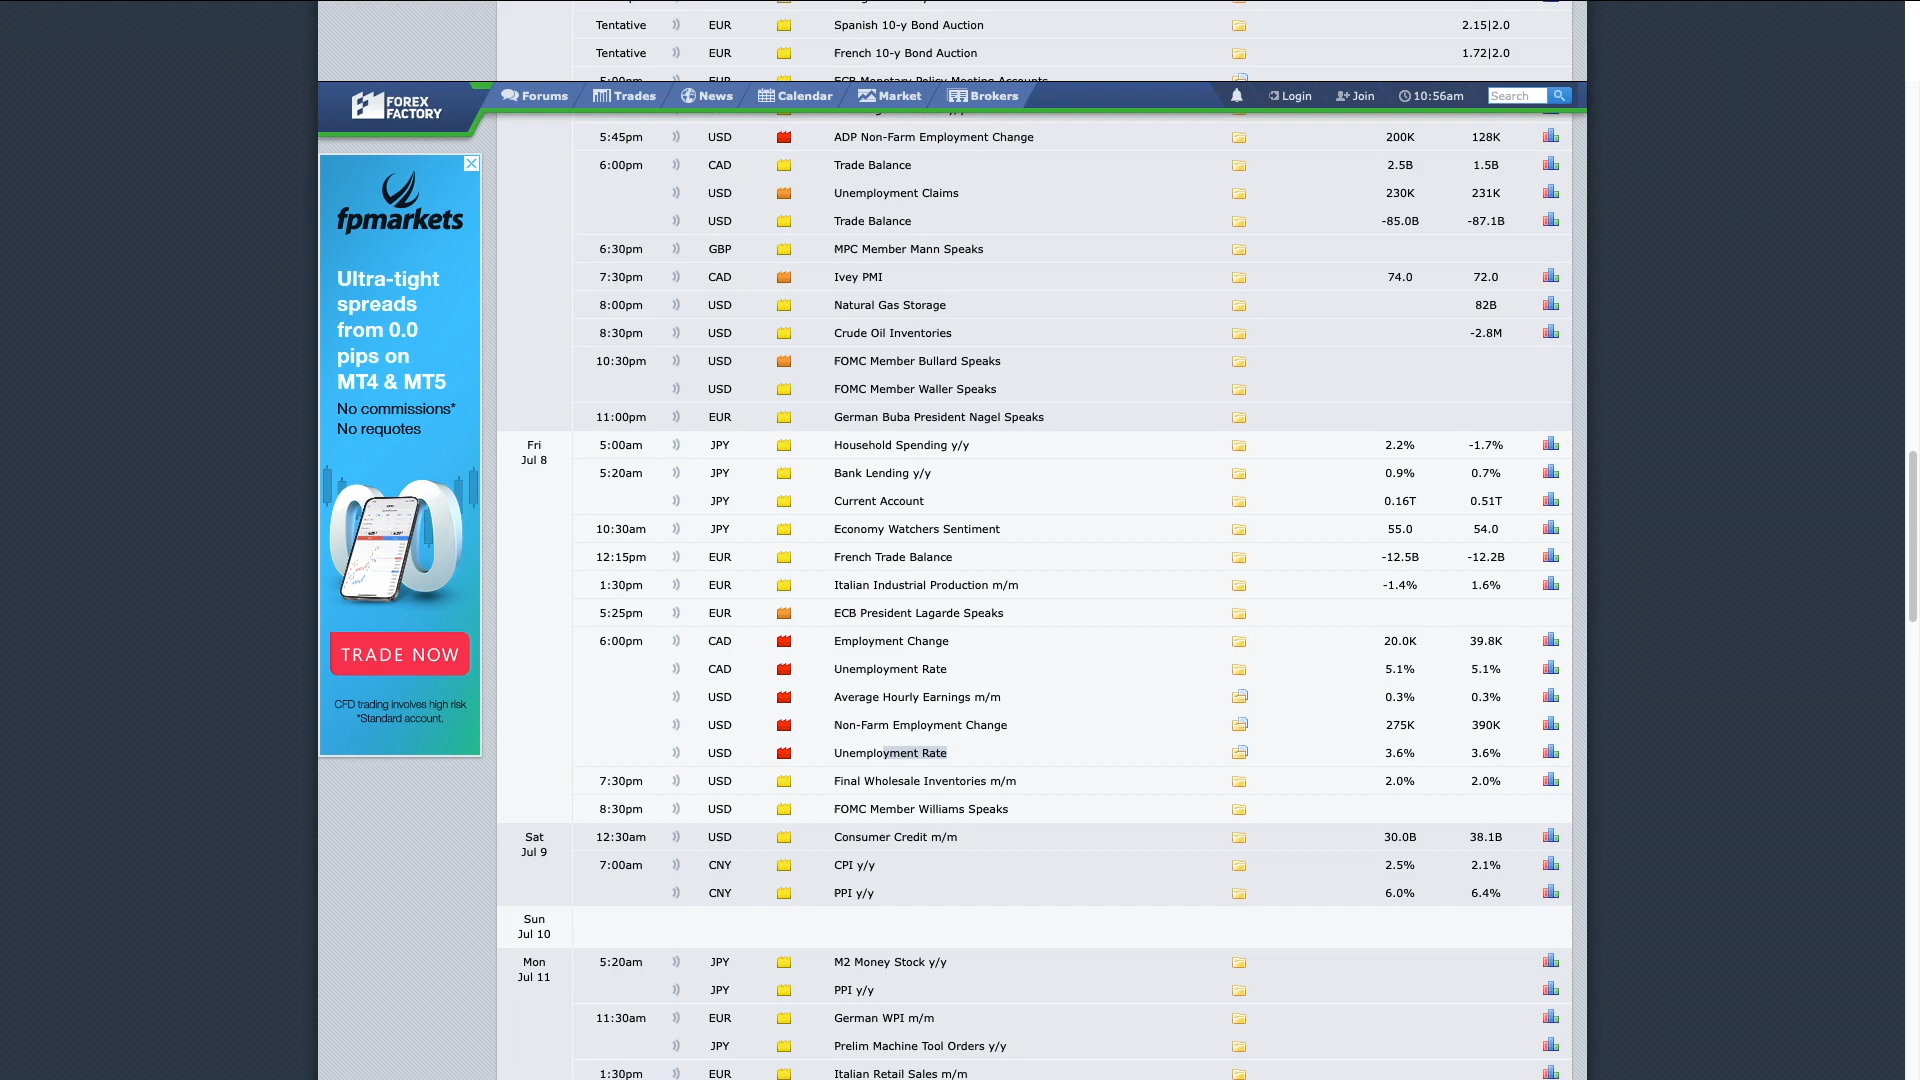 Tentative EUR Spanish 10-y Bond Auction 2.15|2.0
Tentative EUR French 10-y Bond Auction 1.72|2.0
5:00pm EUR ECB Monetary Policy Meeting Accounts
FOREX FACTORY Forums Trades News Calendar Market Brokers Login Join 10:56am Search
5:45pm USD ADP Non-Farm Employment Change 200K 128K
6:00pm CAD Trade Balance 2.5B 1.5B
USD Unemployment Claims 230K 231K
USD Trade Balance -85.0B -87.1B
6:30pm GBP MPC Member Mann Speaks
7:30pm CAD Ivey PMI 74.0 72.0
8:00pm USD Natural Gas Storage 82B
8:30pm USD Crude Oil Inventories -2.8M
10:30pm USD FOMC Member Bullard Speaks
USD FOMC Member Waller Speaks
11:00pm EUR German Buba President Nagel Speaks
Fri Jul 8 5:00am JPY Household Spending y/y 2.2% -1.7%
5:20am JPY Bank Lending y/y 0.9% 0.7%
JPY Current Account 0.16T 0.51T
10:30am JPY Economy Watchers Sentiment 55.0 54.0
12:15pm EUR French Trade Balance -12.5B -12.2B
1:30pm EUR Italian Industrial Production m/m -1.4% 1.6%
5:25pm EUR ECB President Lagarde Speaks
6:00pm CAD Employment Change 20.0K 39.8K
CAD Unemployment Rate 5.1% 5.1%
USD Average Hourly Earnings m/m 0.3% 0.3%
USD Non-Farm Employment Change 275K 390K
USD Unemployment Rate 3.6% 3.6%
7:30pm USD Final Wholesale Inventories m/m 2.0% 2.0%
8:30pm USD FOMC Member Williams Speaks
Sat Jul 9 12:30am USD Consumer Credit m/m 30.0B 38.1B
7:00am CNY CPI y/y 2.5% 2.1%
CNY PPI y/y 6.0% 6.4%
Sun Jul 10
Mon Jul 11 5:20am JPY M2 Money Stock y/y
JPY PPI y/y
11:30am EUR German WPI m/m
JPY Prelim Machine Tool Orders y/y
1:30pm EUR Italian Retail Sales m/m
fpmarkets
Ultra-tight
spreads
from 0.0
pips on
MT4 & MT5
No commissions*
No requotes
TRADE NOW
CFD trading involves high risk
*Standard account.